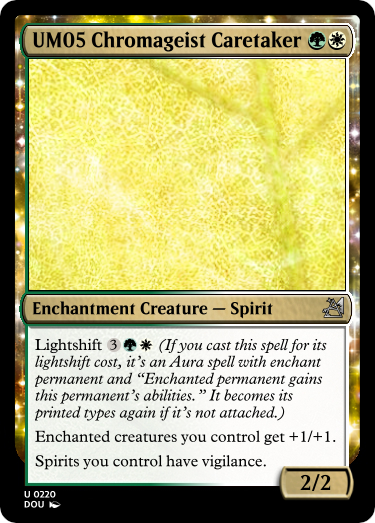 UM05 Chromageist Caretaker
Enchantment Creature — Spirit
Lightshift 3 (If you cast this spell for its
lightshift cost, it's an Aura spell with enchant
permanent and “Enchanted permanent gains
this permanent's abilities.” It becomes its
printed types again if it's not attached.)
Enchanted creatures you control get +1/+1.
Spirits you control have vigilance.
2/2
U 0220
DOU